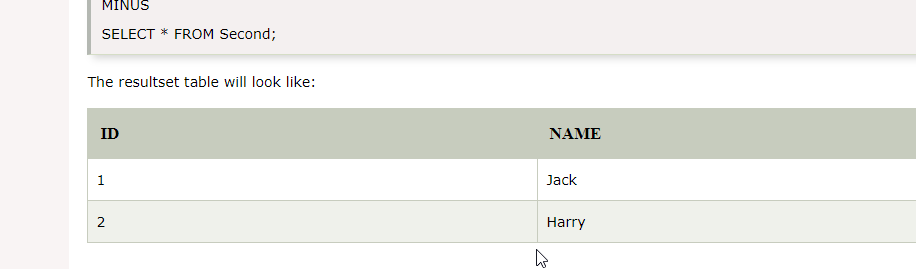 MINUS
SELECT * FROM Second;
The resultset table will look like:
ID NAME
1 Jack
2 Harry